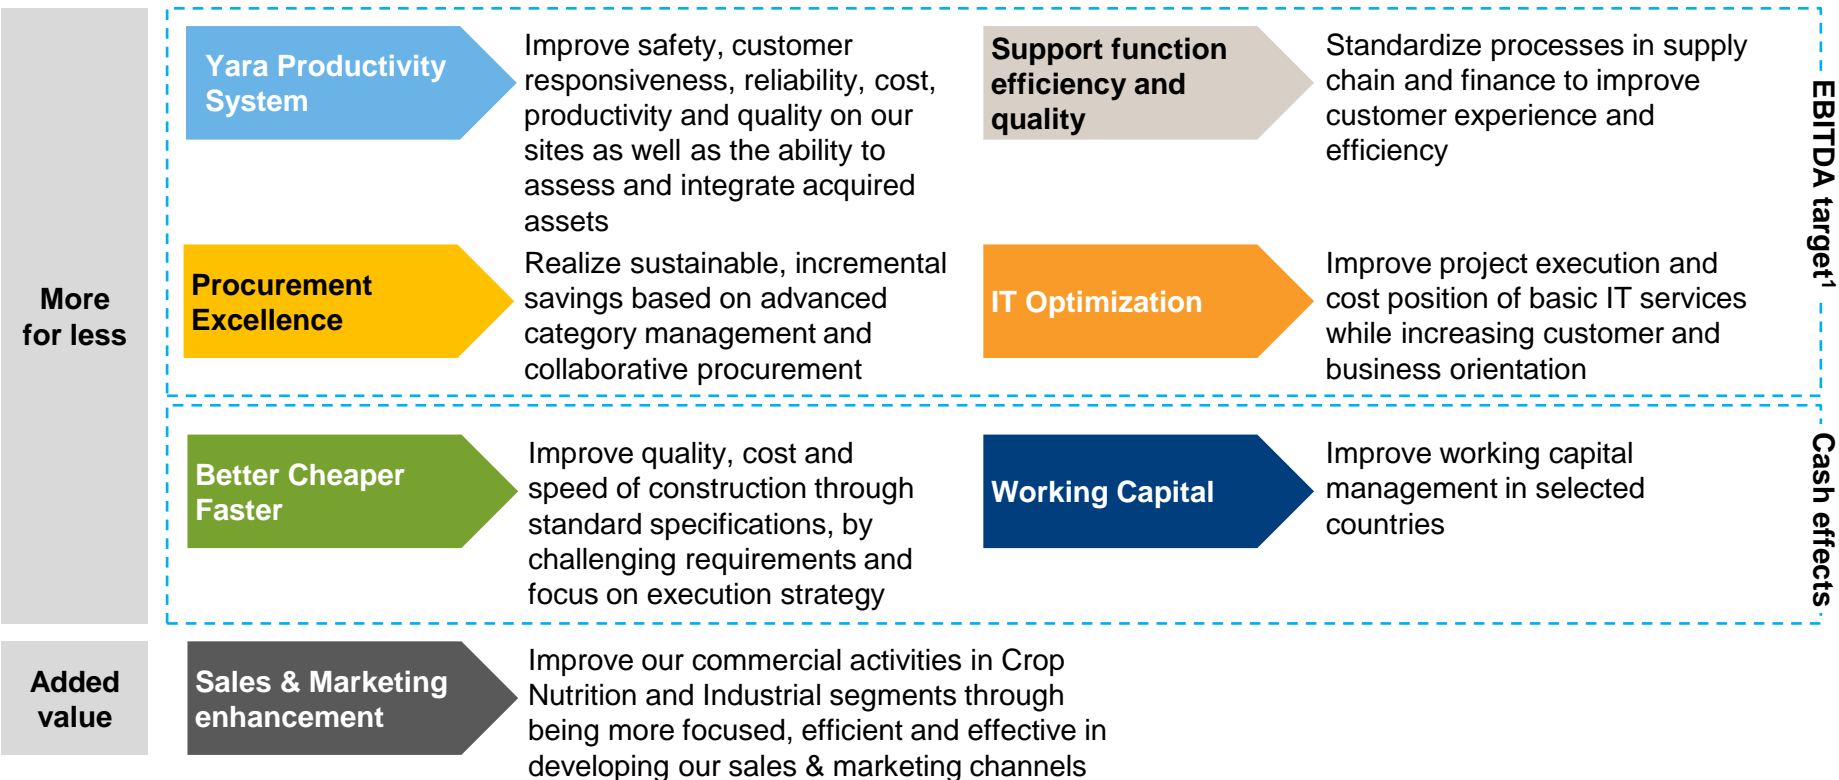 More
for less
Yara Productivity
System
Improve safety, customer
responsiveness, reliability, cost,
productivity and quality on our
sites as well as the ability to
assess and integrate acquired
assets
Support function
efficiency and
quality
Standardize processes in supply
chain and finance to improve
customer experience and
efficiency
Procurement
Excellence
Realize sustainable, incremental
savings based on advanced
category management and
collaborative procurement
IT Optimization
Improve project execution and
cost position of basic IT services
while increasing customer and
business orientation
EBITDA target¹
Better Cheaper
Faster
Improve quality, cost and
speed of construction through
standard specifications, by
challenging requirements and
focus on execution strategy
Working Capital
Improve working capital
management in selected
countries
Cash effects
Added
value
Sales & Marketing
enhancement
Improve our commercial activities in Crop
Nutrition and Industrial segments through
being more focused, efficient and effective in
developing our sales & marketing channels